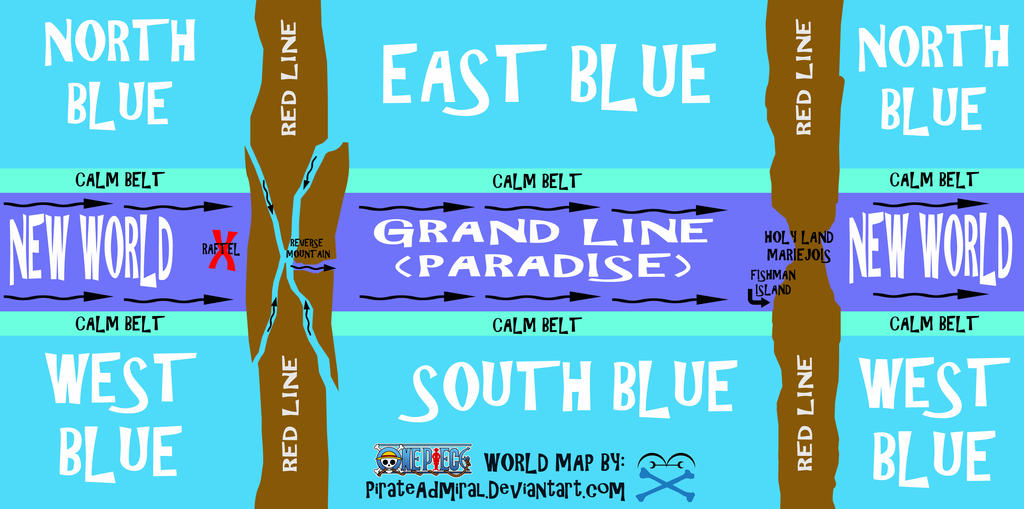 NORTH
BLUE
RED LINE
EAST BLUE
RED LINE
NORTH
BLUE
CALM BELT
CALM BELT
CALM BELT
NEW WORLD
RAFTEL
REVERSE
MOUNTAIN
GRAND LINE
(PARADISE)
HOLY LAND
MARIEJOIS
FISHMAN
ISLAND
NEW WORLD
CALM BELT
CALM BELT
CALM BELT
WEST
BLUE
RED LINE
SOUTH BLUE
RED LINE
WEST
BLUE
ONE PIECE WORLD MAP BY:
PIRATEADMIRAL.DEVIANTART.COM